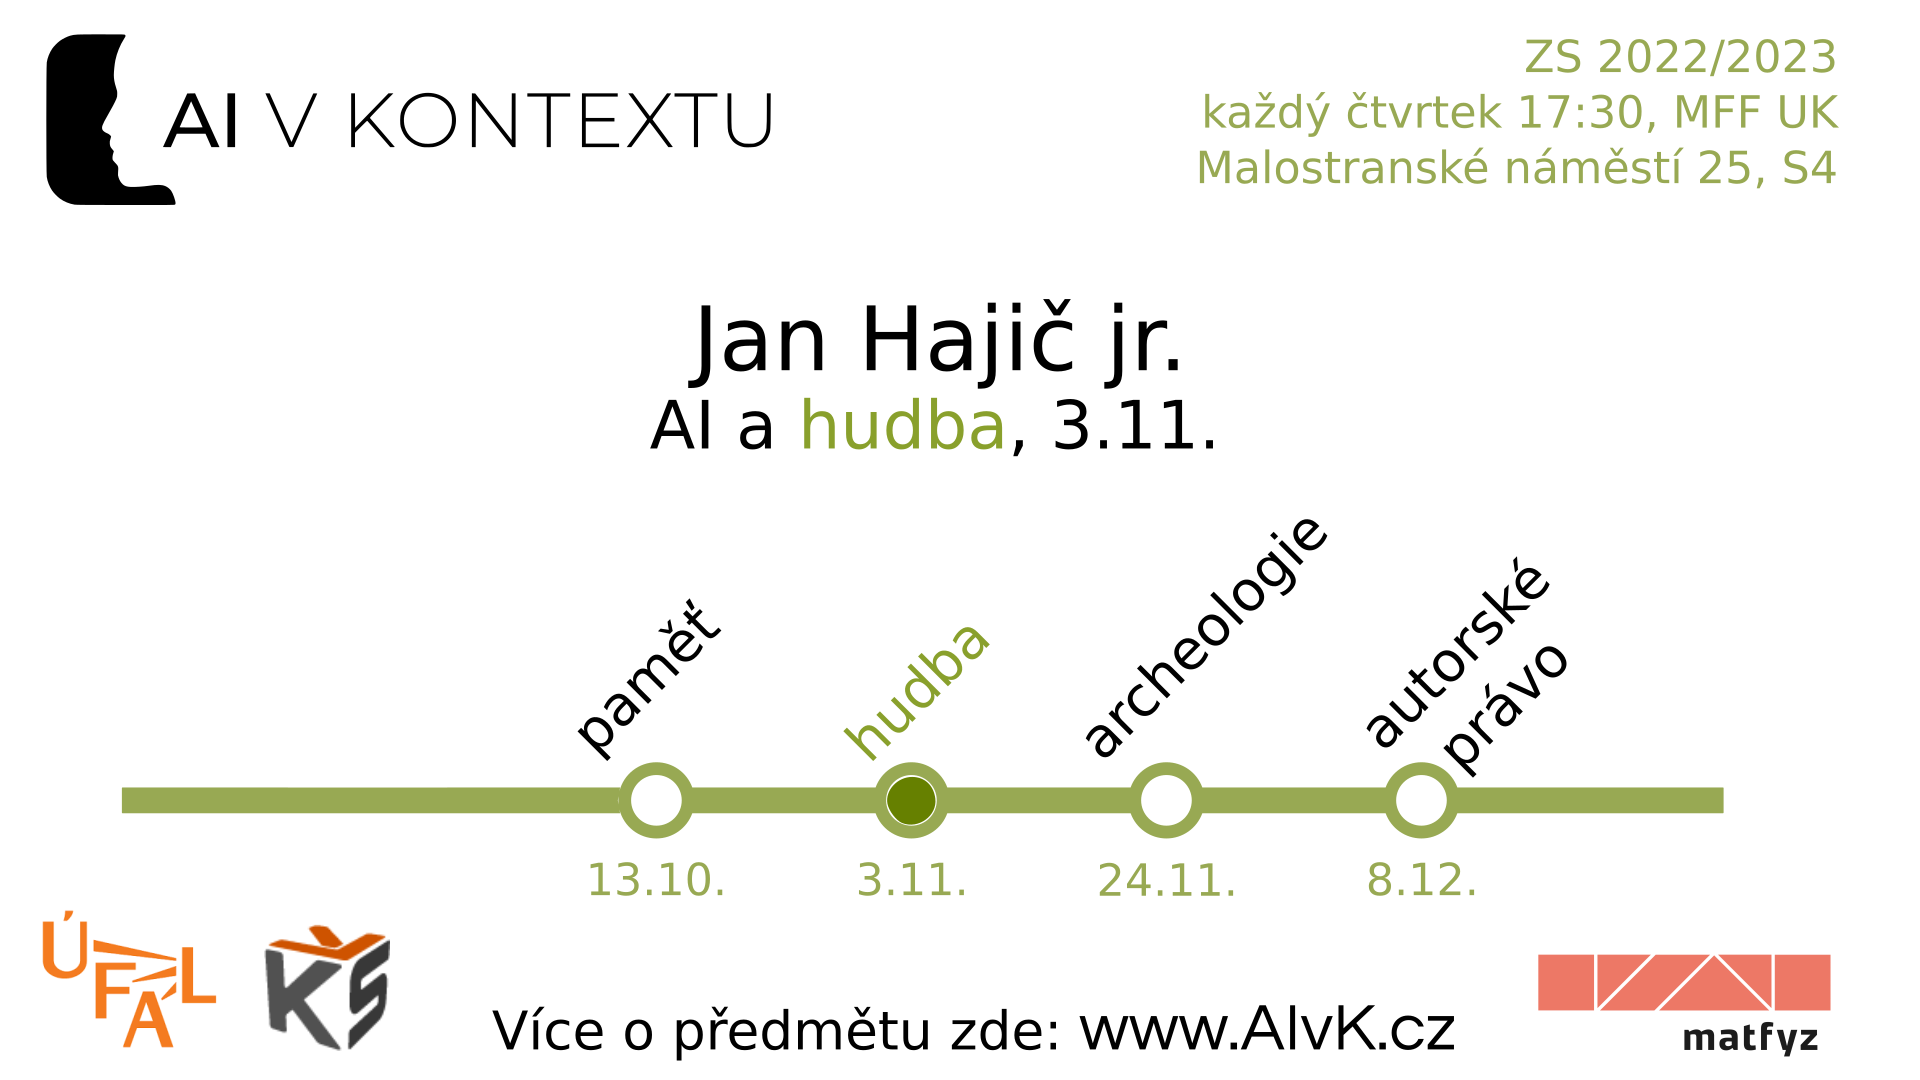 AI V KONTEXTU
ZS 2022/2023
každý čtvrtek 17:30, MFF UK
Malostranské náměstí 25, S4
Jan Hajič jr.
AI a hudba, 3.11.
paměť
hudba
archeologie
autorské
právo
13.10.
3.11.
24.11.
8.12.
ÚFAL
KŠ
Více o předmětu zde: www.AIvK.cz
matfyz